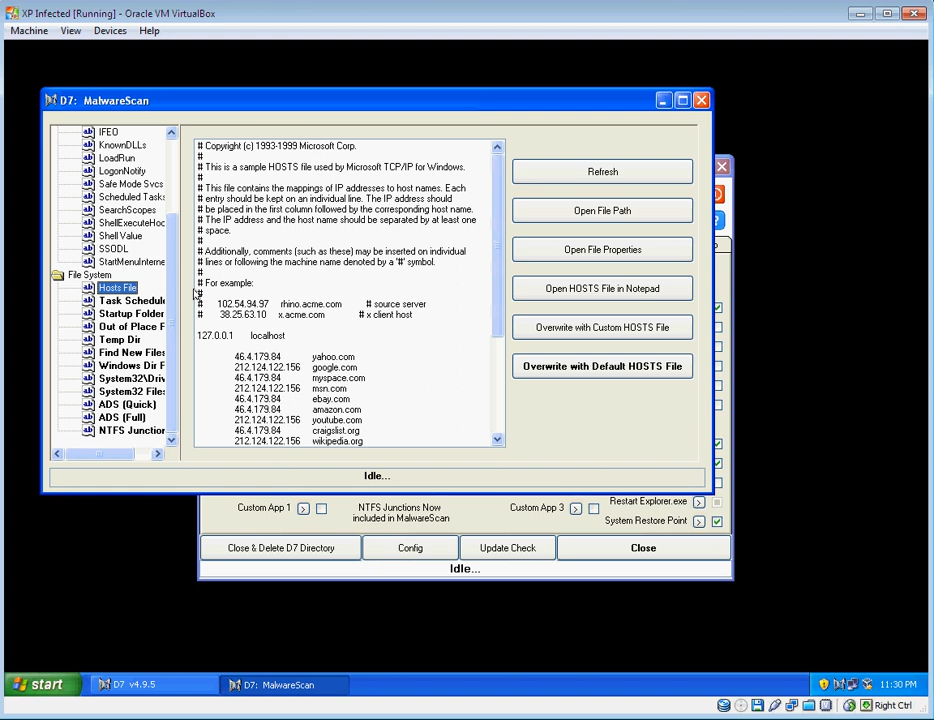 XP Infected [Running] - Oracle VM VirtualBox
Machine View Devices Help
D7: MalwareScan
IFEO
KnownDLLs
LoadRun
LogonNotify
Safe Mode Svcs
Scheduled Tasks
SearchScopes
ShellExecuteHoo
Shell Value
SSODL
StartMenuInterne
File System
Hosts File
Task Schedule
Startup Folder
Out of Place F
Temp Dir
Find New Files
Windows Dir F
System32\Driv
System32 Files
ADS (Quick)
ADS (Full)
NTFS Junction
# Copyright (c) 1993-1999 Microsoft Corp.
#
# This is a sample HOSTS file used by Microsoft TCP/IP for Windows.
#
# This file contains the mappings of IP addresses to host names. Each
# entry should be kept on an individual line. The IP address should
# be placed in the first column followed by the corresponding host name.
# The IP address and the host name should be separated by at least one
# space.
#
# Additionally, comments (such as these) may be inserted on individual
# lines or following the machine name denoted by a '#' symbol.
#
# For example:
#
# 102.54.94.97 rhino.acme.com # source server
# 38.25.63.10 x.acme.com # x client host
127.0.0.1 localhost
46.4.179.84 yahoo.com
212.124.122.156 google.com
46.4.179.84 myspace.com
212.124.122.156 msn.com
46.4.179.84 ebay.com
46.4.179.84 amazon.com
212.124.122.156 youtube.com
46.4.179.84 craigslist.org
212.124.122.156 wikipedia.org
Refresh
Open File Path
Open File Properties
Open HOSTS File in Notepad
Overwrite with Custom HOSTS File
Overwrite with Default HOSTS File
Idle...
Custom App 1
NTFS Junctions Now
included in MalwareScan
Custom App 3
Restart Explorer.exe
System Restore Point
Close & Delete D7 Directory
Config
Update Check
Close
Idle...
start
D7 v4.9.5
D7: MalwareScan
11:30 PM
Right Ctrl